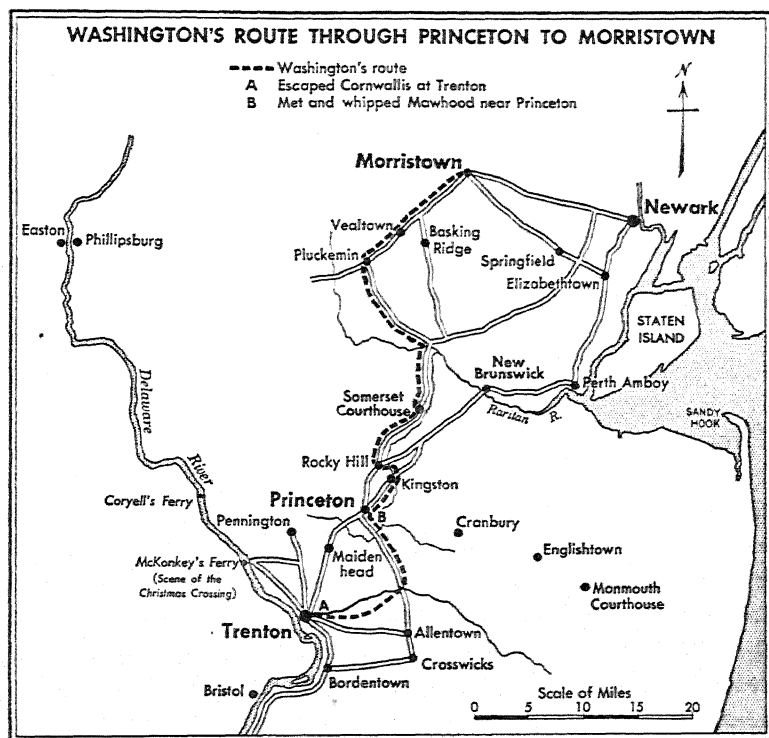 WASHINGTON'S ROUTE THROUGH PRINCETON TO MORRISTOWN
Washington's route
A Escaped Cornwallis at Trenton
B Met and whipped Mawhood near Princeton
N
Morristown
Newark
Easton
Phillipsburg
Vealtown
Basking
Ridge
Pluckemin
Springfield
Elizabethtown
STATEN
ISLAND
Delaware
River
New
Brunswick
Perth Amboy
Somerset
Courthouse
Raritan R.
SANDY
HOOK
Rocky Hill
Kingston
Coryell's Ferry
Princeton
B
Pennington
Cranbury
Maiden
head
Englishtown
McKonkey's Ferry
(Scene of the
Christmas Crossing)
Monmouth
Courthouse
A
Trenton
Allentown
Crosswicks
Bordentown
Bristol
Scale of Miles
0 5 10 15 20